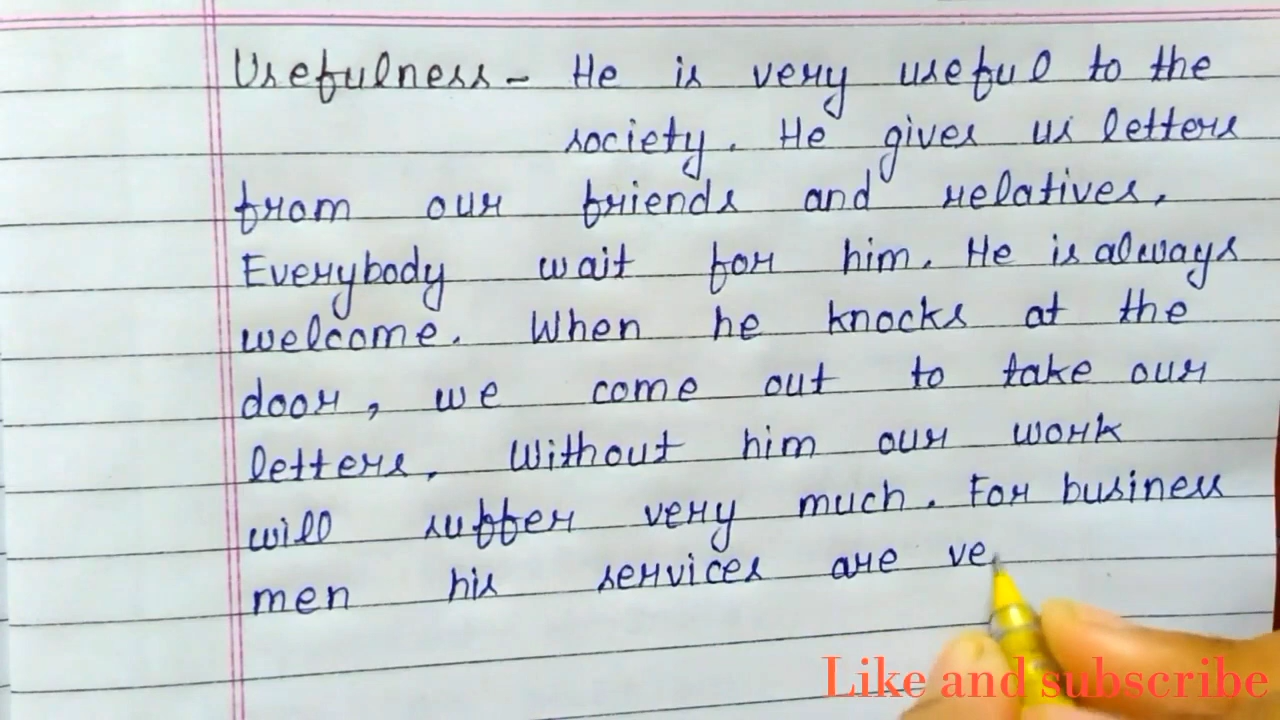 Usefulness - He is very useful to the
society. He gives us letters
from our friends and relatives.
Everybody wait for him. He is always
welcome. When he knocks at the
door, we come out to take our
letters. Without him our work
will suffer very much. For business
men his services are ve
Like and subscribe